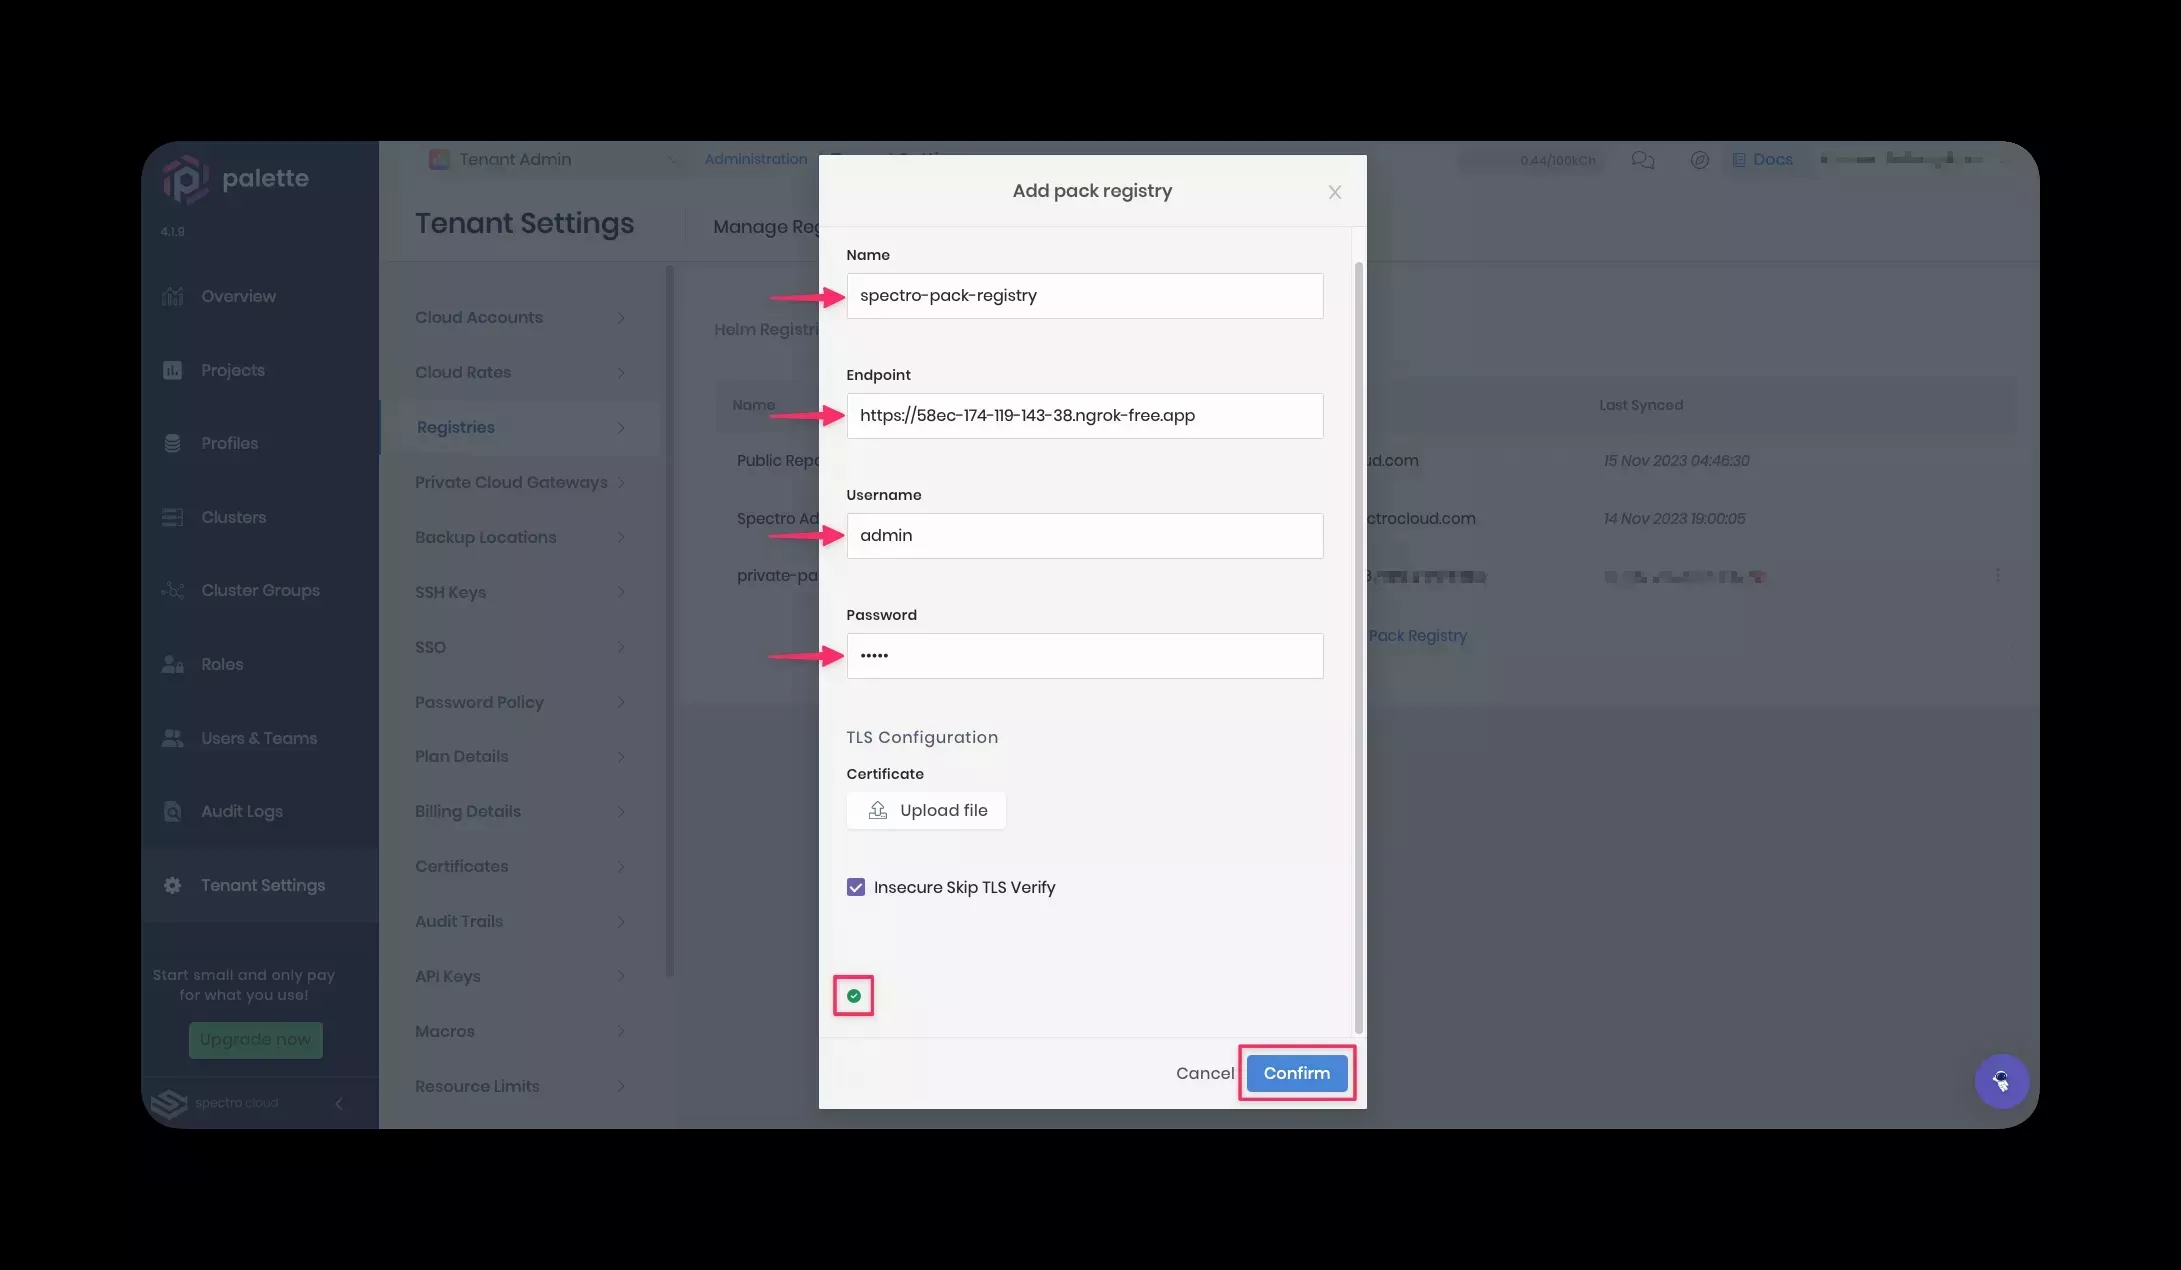 palette
4.1.9
Overview
Projects
Profiles
Clusters
Cluster Groups
Roles
Users & Teams
Audit Logs
Tenant Settings
Start small and only pay
for what you use!
Upgrade now
spectro cloud
Tenant Admin
Administration
0.44/100kCh
Docs
Tenant Settings
Manage Reg
Cloud Accounts
Cloud Rates
Registries
Private Cloud Gateways
Backup Locations
SSH Keys
SSO
Password Policy
Plan Details
Billing Details
Certificates
Audit Trails
API Keys
Macros
Resource Limits
Helm Registri
Name
Last Synced
Public Repo
ud.com
15 Nov 2023 04:46:30
Spectro Ad
ctrocloud.com
14 Nov 2023 19:00:05
private-pa
Pack Registry
Add pack registry
Name
spectro-pack-registry
Endpoint
https://58ec-174-119-143-38.ngrok-free.app
Username
admin
Password
•••••
TLS Configuration
Certificate
Upload file
Insecure Skip TLS Verify
Cancel
Confirm